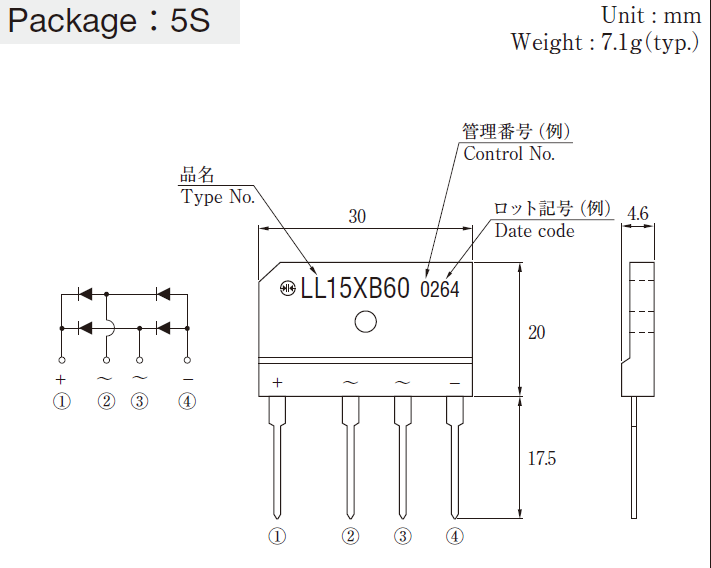 Package：5S
Unit : mm
Weight : 7.1g(typ.)
管理番号（例）
Control No.
品名
Type No.
ロット記号（例）
Date code
30
4.6
LL15XB60 0264
20
+ ～ ～ −
+ ～ ～ −
① ② ③ ④
17.5
① ② ③ ④